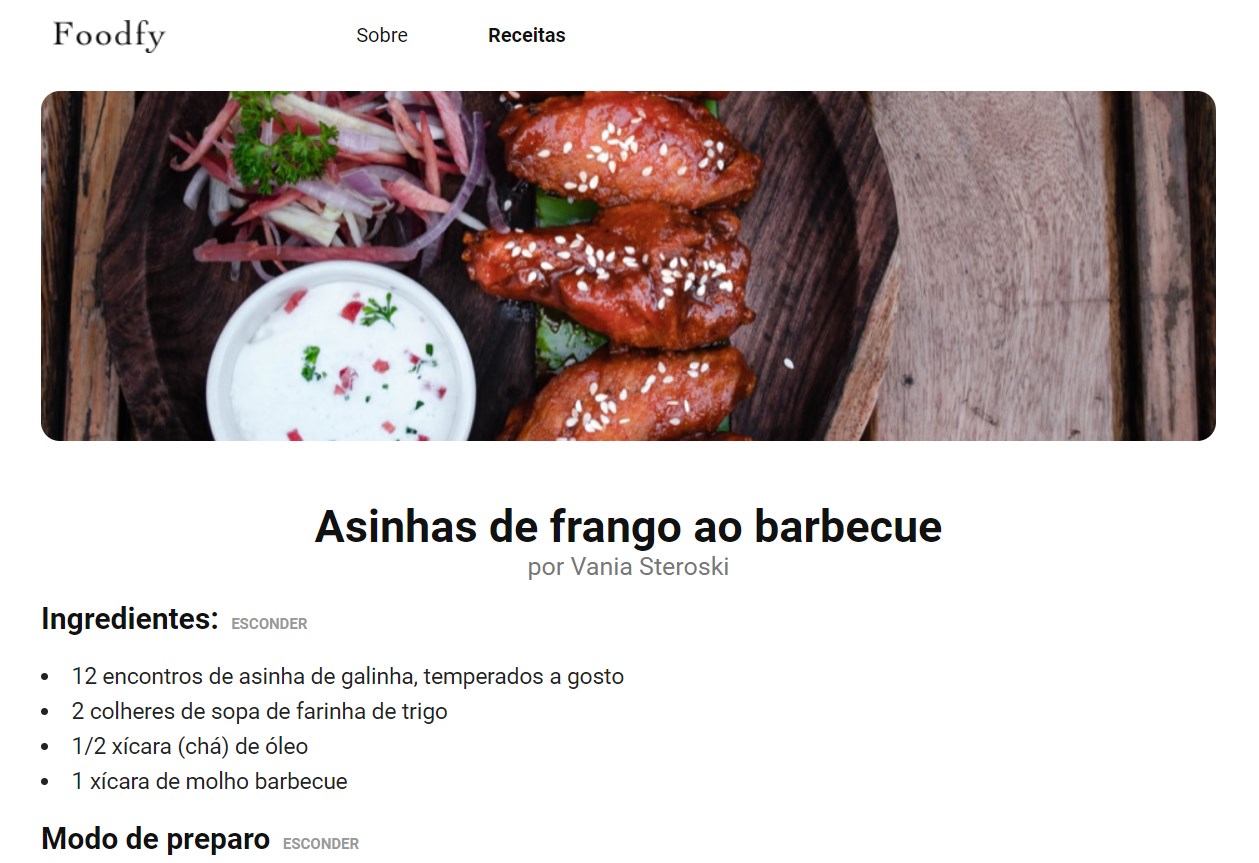 Foodfy Sobre Receitas
Asinhas de frango ao barbecue
por Vania Steroski
Ingredientes: ESCONDER
• 12 encontros de asinha de galinha, temperados a gosto
• 2 colheres de sopa de farinha de trigo
• 1/2 xícara (chá) de óleo
• 1 xícara de molho barbecue
Modo de preparo ESCONDER